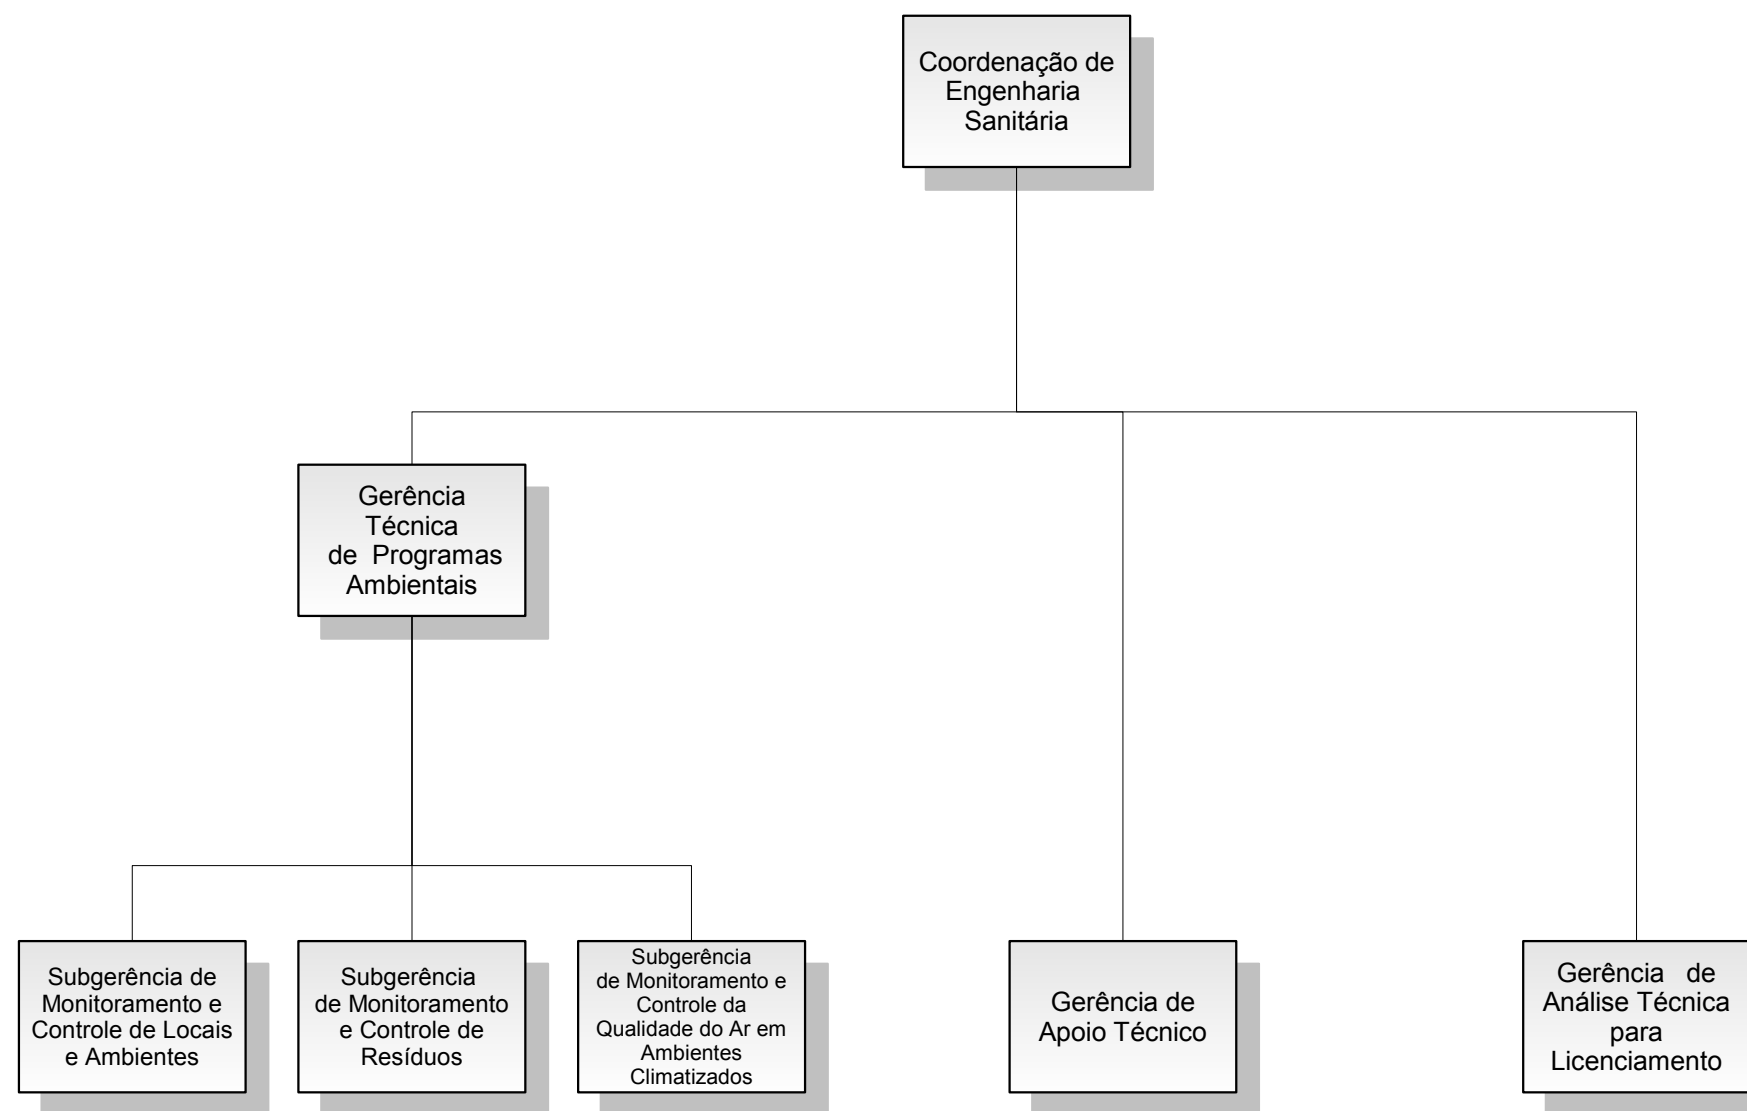 Coordenação de
Engenharia
Sanitária
Gerência
Técnica
de Programas
Ambientais
Subgerência de
Monitoramento e
Controle de Locais
e Ambientes
Subgerência
de Monitoramento
e Controle de
Resíduos
Subgerência
de Monitoramento e
Controle da
Qualidade do Ar em
Ambientes
Climatizados
Gerência de
Apoio Técnico
Gerência de
Análise Técnica
para
Licenciamento